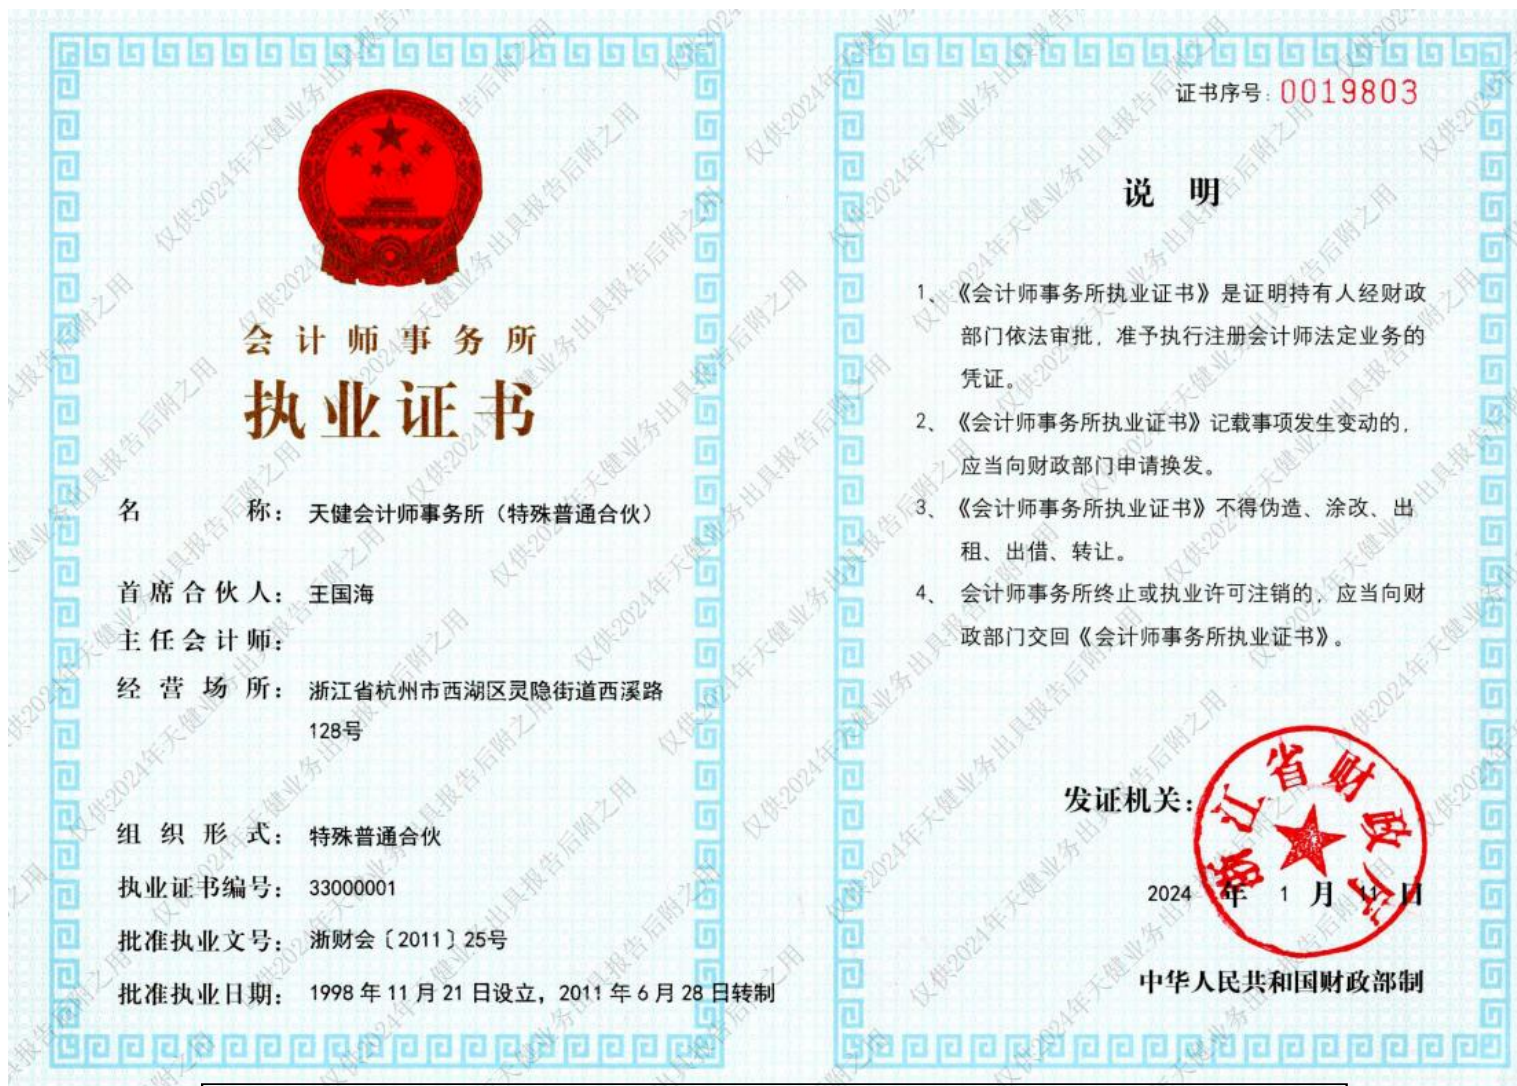 会计师事务所
执业证书
名称：天健会计师事务所（特殊普通合伙）
首席合伙人：王国海
主任会计师：
经营场所：浙江省杭州市西湖区灵隐街道西溪路
128号
组织形式：特殊普通合伙
执业证书编号：33000001
批准执业文号：浙财会〔2011〕25号
批准执业日期：1998年11月21日设立，2011年6月28日转制
证书序号：0019803
说明
1、《会计师事务所执业证书》是证明持有人经财政
部门依法审批，准予执行注册会计师法定业务的
凭证。
2、《会计师事务所执业证书》记载事项发生变动的，
应当向财政部门申请换发。
3、《会计师事务所执业证书》不得伪造、涂改、出
租、出借、转让。
4、会计师事务所终止或执业许可注销的，应当向财
政部门交回《会计师事务所执业证书》。
发证机关：
浙江省财政厅
2024年1月11日
中华人民共和国财政部制
仅供2024年天健业务出具报告后附之用